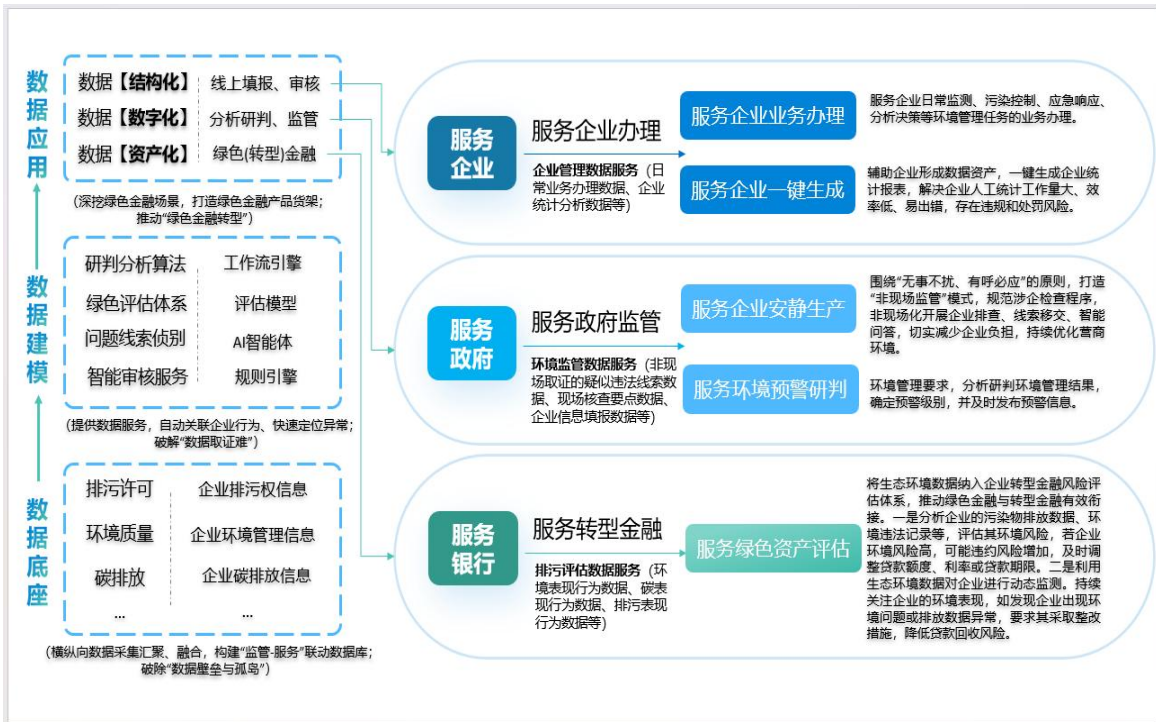 数据应用
数据【结构化】 线上填报、审核
数据【数字化】 分析研判、监管
数据【资产化】 绿色(转型)金融
(深挖绿色金融场景，打造绿色金融产品货架；
推动“绿色金融转型”)
数据建模
研判分析算法 工作流引擎
绿色评估体系 评估模型
问题线索侦别 AI智能体
智能审核服务 规则引擎
(提供数据服务，自动关联企业行为、快速定位异常；
破解“数据取证难”)
数据底座
排污许可 企业排污权信息
环境质量 企业环境管理信息
碳排放 企业碳排放信息
... ...
(横纵向数据采集汇聚、融合，构建“监管-服务”联动数据库；
破除“数据壁垒与孤岛”)
服务
企业
服务企业办理
企业管理数据服务（日
常业务办理数据、企业
统计分析数据等）
服务企业业务办理
服务企业日常监测、污染控制、应急响应、
分析决策等环境管理任务的业务办理。
服务企业一键生成
辅助企业形成数据资产，一键生成企业统
计报表，解决企业人工统计工作量大、效
率低、易出错，存在违规和处罚风险。
服务
政府
服务政府监管
环境监管数据服务（非现
场取证的疑似违法线索数
据、现场核查要点数据、
企业信息填报数据等）
服务企业安静生产
围绕“无事不扰、有呼必应”的原则，打造
“非现场监管”模式，规范涉企检查程序，
非现场化开展企业排查、线索移交、智能
问答，切实减少企业负担，持续优化营商
环境。
服务环境预警研判
环境管理要求，分析研判环境管理结果，
确定预警级别，并及时发布预警信息。
服务
银行
服务转型金融
排污评估数据服务（环
境表现行为数据、碳表
现行为数据、排污表现
行为数据等）
服务绿色资产评估
将生态环境数据纳入企业转型金融风险评
估体系，推动绿色金融与转型金融有效衔
接。一是分析企业的污染物排放数据、环
境违法记录等，评估其环境风险，若企业
环境风险高，可能违约风险增加，及时调
整贷款额度、利率或贷款期限。二是利用
生态环境数据对企业进行动态监测。持续
关注企业的环境表现，如发现企业出现环
境问题或排放数据异常，要求其采取整改
措施，降低贷款回收风险。